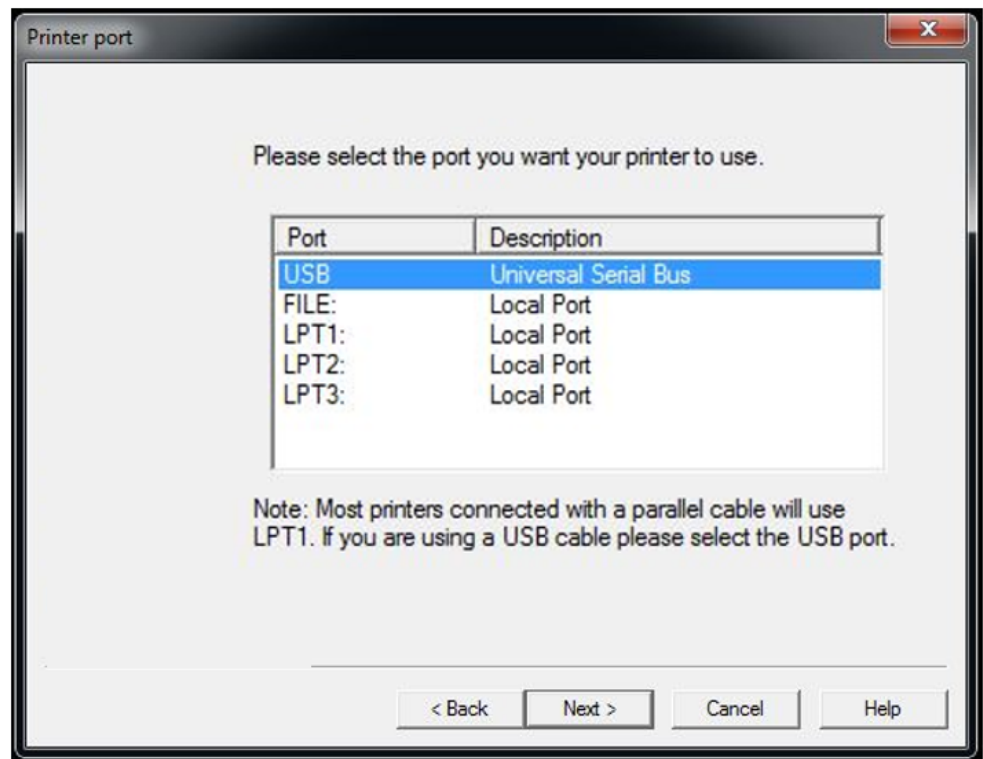 Printer port
Please select the port you want your printer to use.
Port Description
USB Universal Serial Bus
FILE: Local Port
LPT1: Local Port
LPT2: Local Port
LPT3: Local Port
Note: Most printers connected with a parallel cable will use
LPT1. If you are using a USB cable please select the USB port.
< Back Next > Cancel Help